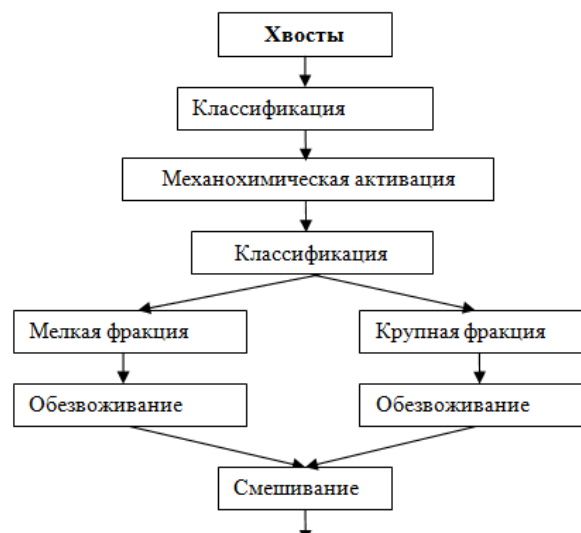 Хвосты
Классификация
Механохимическая активация
Классификация
Мелкая фракция
Крупная фракция
Обезвоживание
Обезвоживание
Смешивание